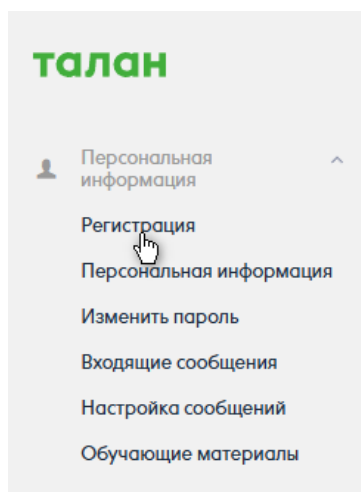 талан
Персональная
информация
Регистрация
Персональная информация
Изменить пароль
Входящие сообщения
Настройка сообщений
Обучающие материалы